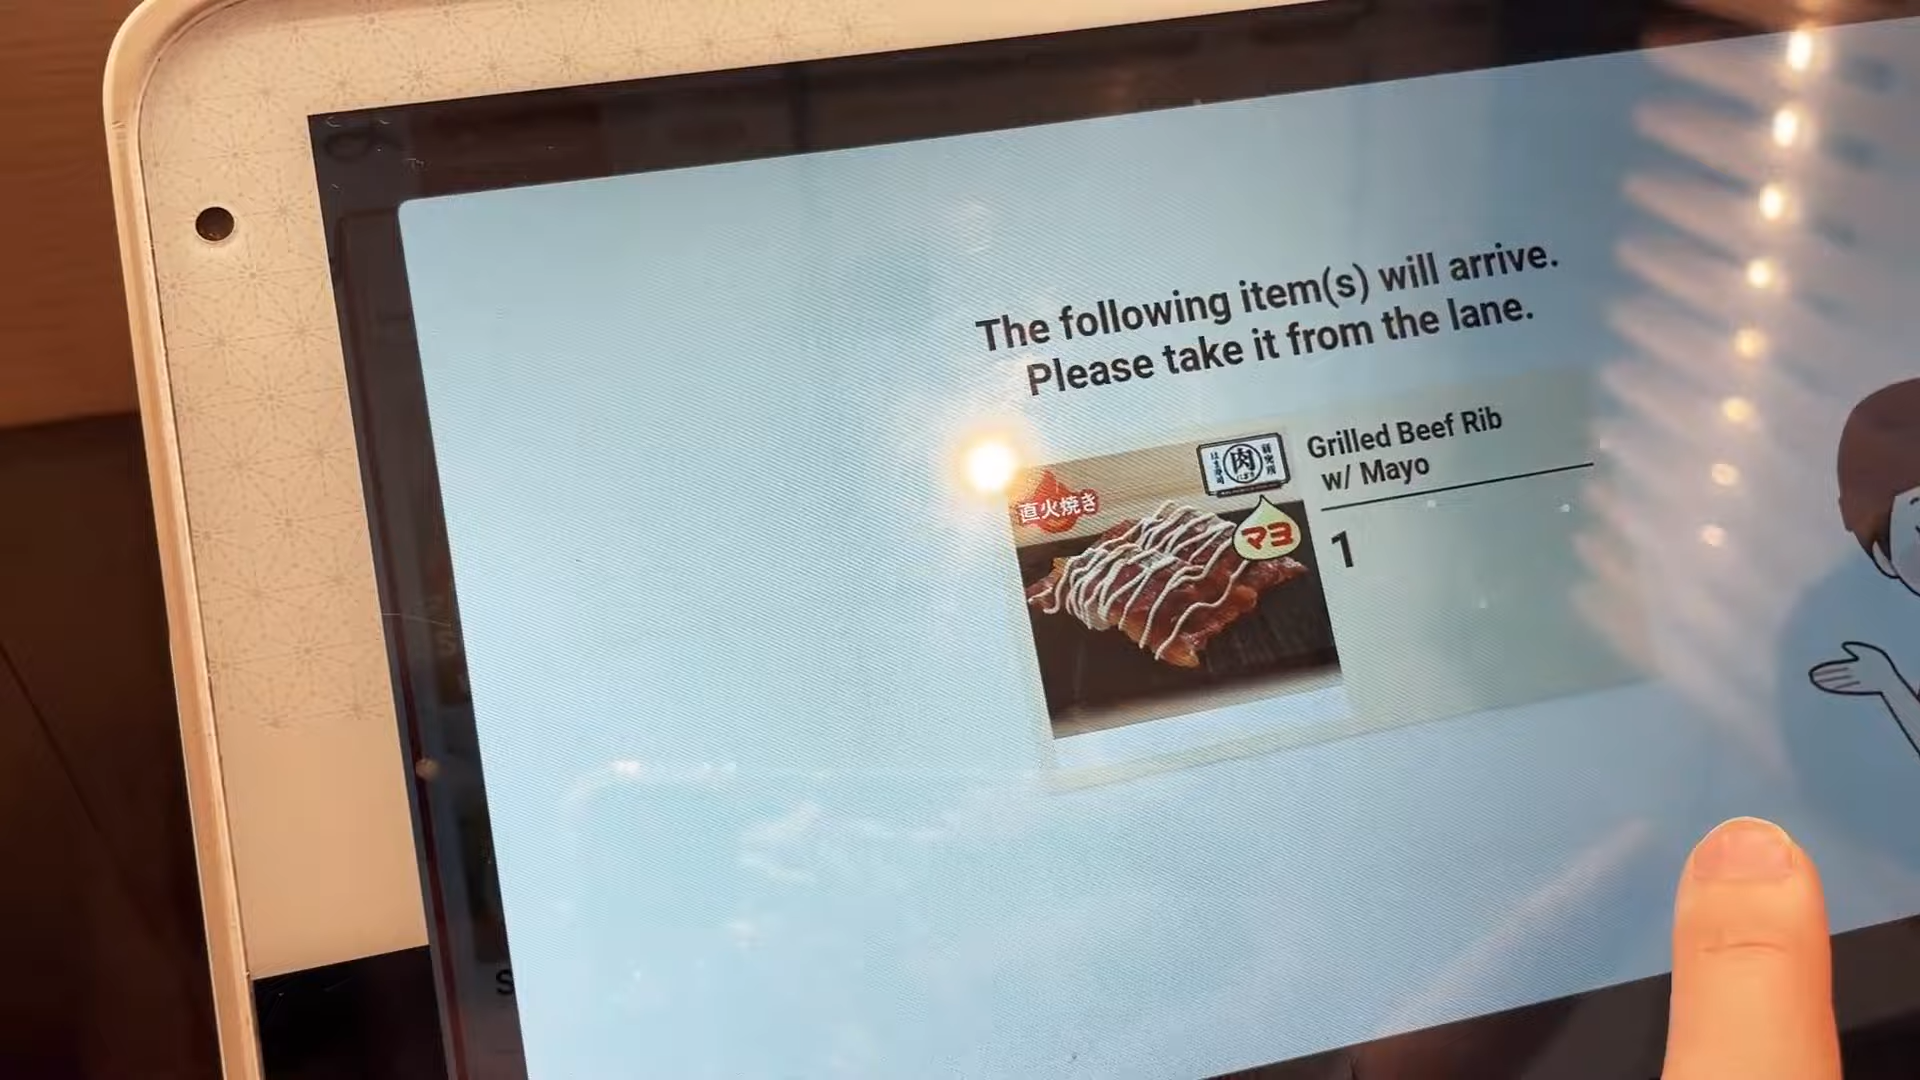 The following item(s) will arrive.
Please take it from the lane.
Grilled Beef Rib
w/ Mayo
1
直火焼き
肉
マヨ
S